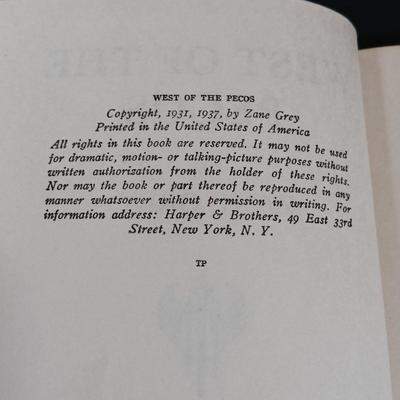 WEST OF THE PECOS
Copyright, 1931, 1937, by Zane Grey
Printed in the United States of America
All rights in this book are reserved. It may not be used
for dramatic, motion- or talking-picture purposes without
written authorization from the holder of these rights.
Nor may the book or part thereof be reproduced in any
manner whatsoever without permission in writing. For
information address: Harper & Brothers, 49 East 33rd
Street, New York, N. Y.
TP